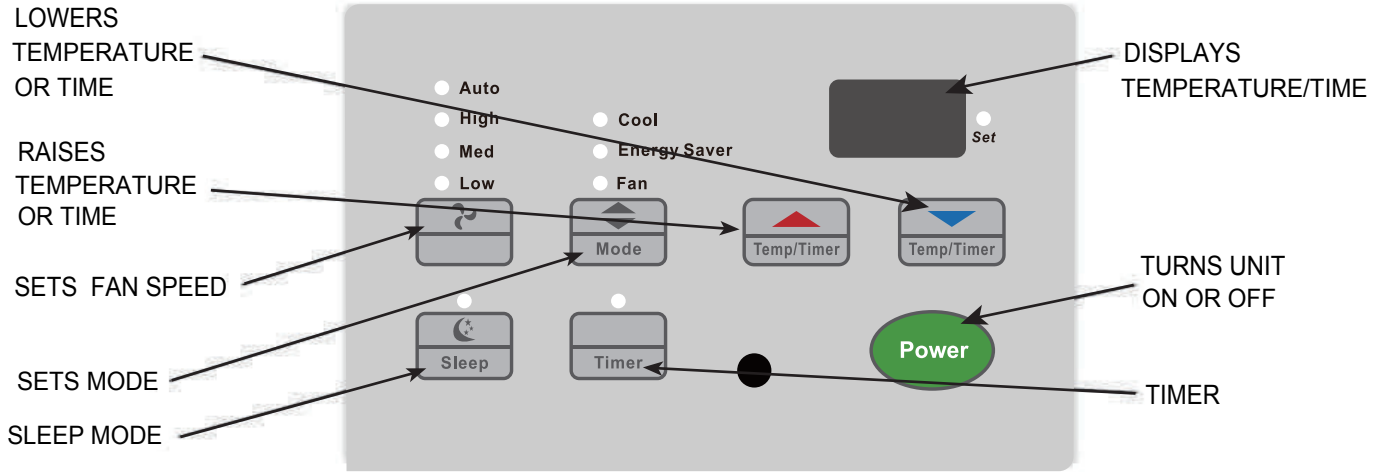 LOWERS
TEMPERATURE
OR TIME
DISPLAYS
TEMPERATURE/TIME
Auto
High
Med
Low
Cool
Energy Saver
Fan
Set
RAISES
TEMPERATURE
OR TIME
Mode
Temp/Timer
Temp/Timer
SETS FAN SPEED
TURNS UNIT
ON OR OFF
Sleep
Timer
Power
SETS MODE
TIMER
SLEEP MODE